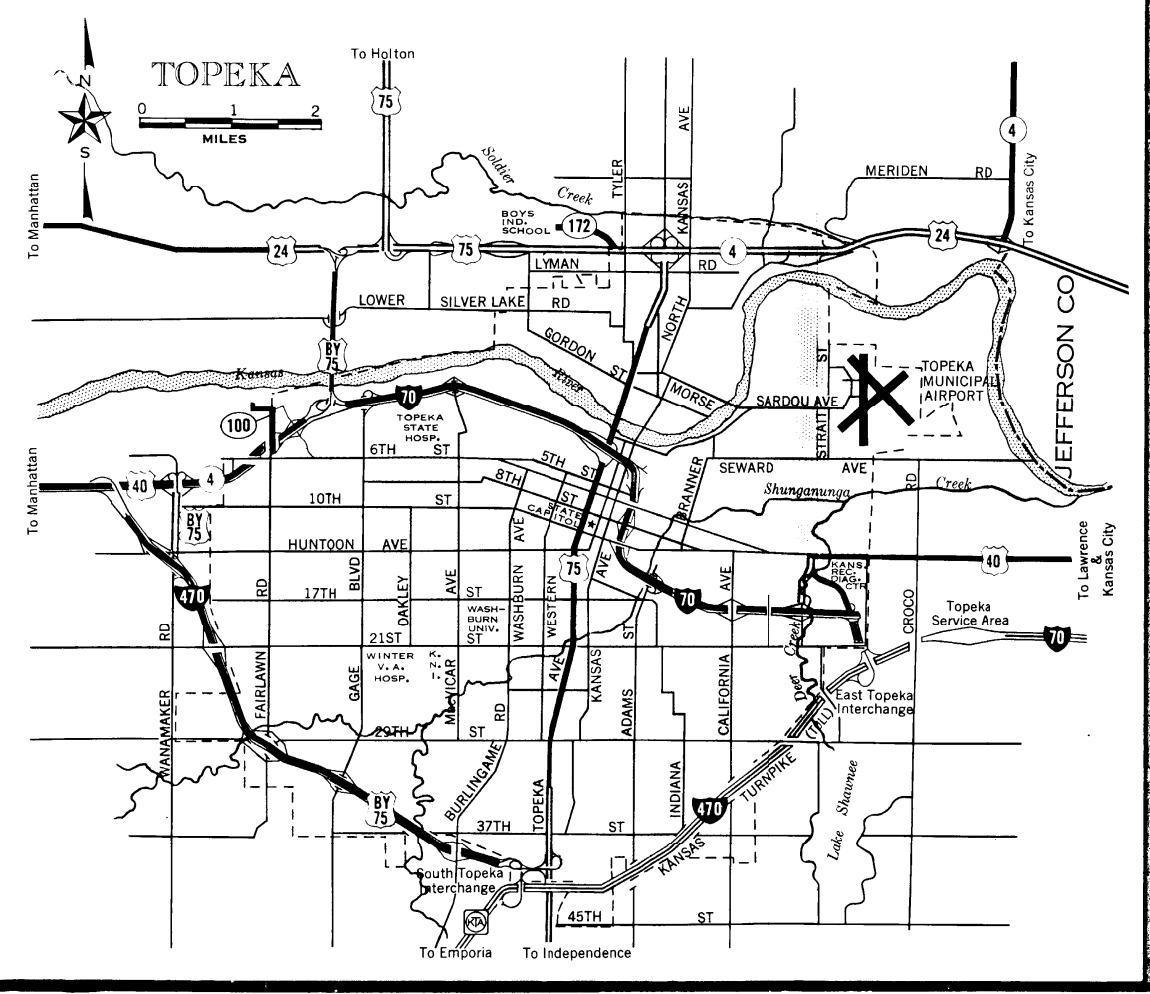 To Holton
N
TOPEKA
0 1 2
MILES
S
75
AVE
4
Soldier
Creek
TYLER
KANSAS
MERIDEN RD
To Manhattan
To Kansas City
BOYS
IND.
SCHOOL
172
24
75
4
24
LYMAN RD
LOWER SILVER LAKE RD
NORTH
GORDON ST
BY
75
Kansas River
MORSE
SARDOU AVE
STRAIT ST
TOPEKA
MUNICIPAL
AIRPORT
JEFFERSON CO
70
100
TOPEKA
STATE
HOSP.
6TH ST
5TH ST
8TH ST
SEWARD AVE
Shunganunga Creek
BRANNER
RD
To Manhattan
40
4
10TH ST
STATE
CAPITOL
BY
75
HUNTOON AVE
AVE
AVE
75
40
To Lawrence
&
Kansas City
KANS.
REC.
DIAG.
CTR
470
RD
BLVD
OAKLEY
AVE
17TH ST
WASHBURN
WESTERN
WASH-
BURN
UNIV.
70
AVE
CROCO
Topeka
Service Area
70
RD
21ST ST
ST
Creek
Deer
WINTER
V. A.
HOSP.
K.
N.
I.
WANAMAKER
FAIRLAWN
GAGE
MACVICAR
RD
AVE
KANSAS
ADAMS
CALIFORNIA
East Topeka
Interchange
(TOLL)
29TH ST
BURLINGAME
TOPEKA
INDIANA
TURNPIKE
KANSAS
470
Lake Shawnee
BY
75
37TH ST
South Topeka
Interchange
KTA
45TH ST
To Emporia
To Independence